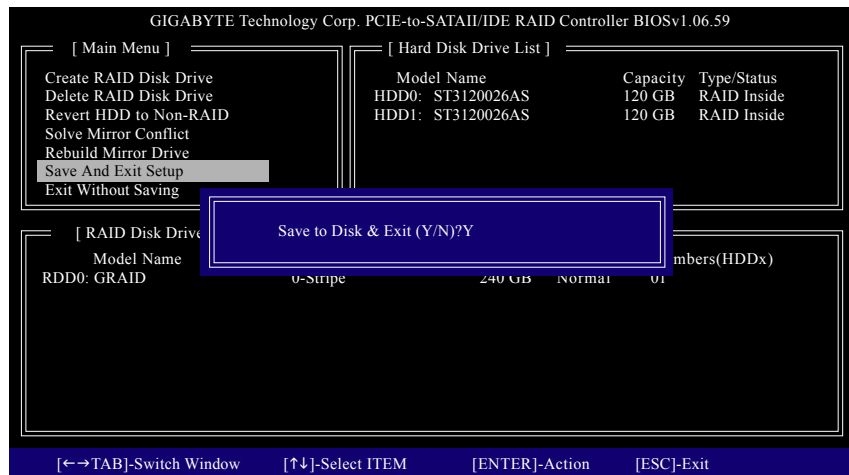 GIGABYTE Technology Corp. PCIE-to-SATAII/IDE RAID Controller BIOSv1.06.59
[ Main Menu ]
Create RAID Disk Drive
Delete RAID Disk Drive
Revert HDD to Non-RAID
Solve Mirror Conflict
Rebuild Mirror Drive
Save And Exit Setup
Exit Without Saving
[ Hard Disk Drive List ]
Model Name Capacity Type/Status
HDD0: ST3120026AS 120 GB RAID Inside
HDD1: ST3120026AS 120 GB RAID Inside
Save to Disk & Exit (Y/N)?Y
[ RAID Disk Drive
Model Name mbers(HDDx)
RDD0: GRAID 0-Stripe 240 GB Normal 01
[←→TAB]-Switch Window [↑↓]-Select ITEM [ENTER]-Action [ESC]-Exit